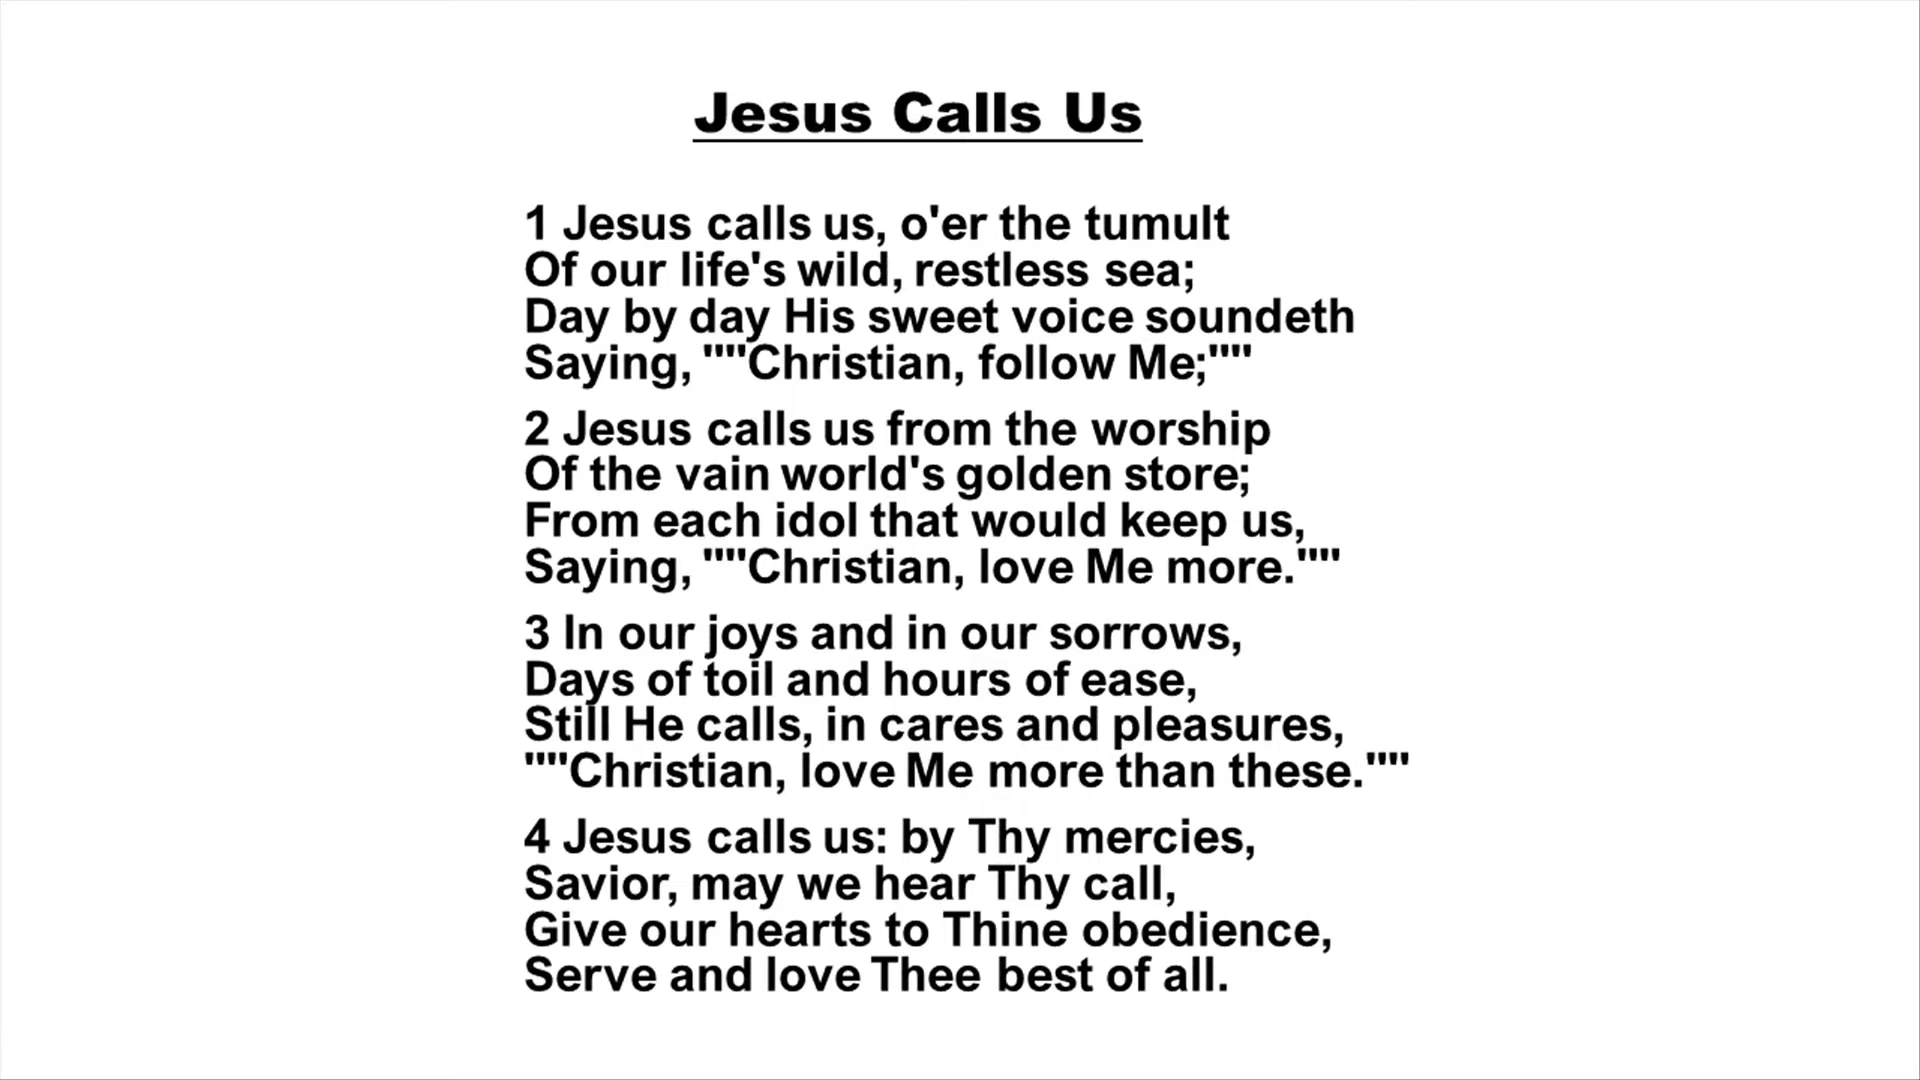 Jesus Calls Us
1 Jesus calls us, o'er the tumult
Of our life's wild, restless sea;
Day by day His sweet voice soundeth
Saying, ""Christian, follow Me;""
2 Jesus calls us from the worship
Of the vain world's golden store;
From each idol that would keep us,
Saying, ""Christian, love Me more.""
3 In our joys and in our sorrows,
Days of toil and hours of ease,
Still He calls, in cares and pleasures,
""Christian, love Me more than these.""
4 Jesus calls us: by Thy mercies,
Savior, may we hear Thy call,
Give our hearts to Thine obedience,
Serve and love Thee best of all.